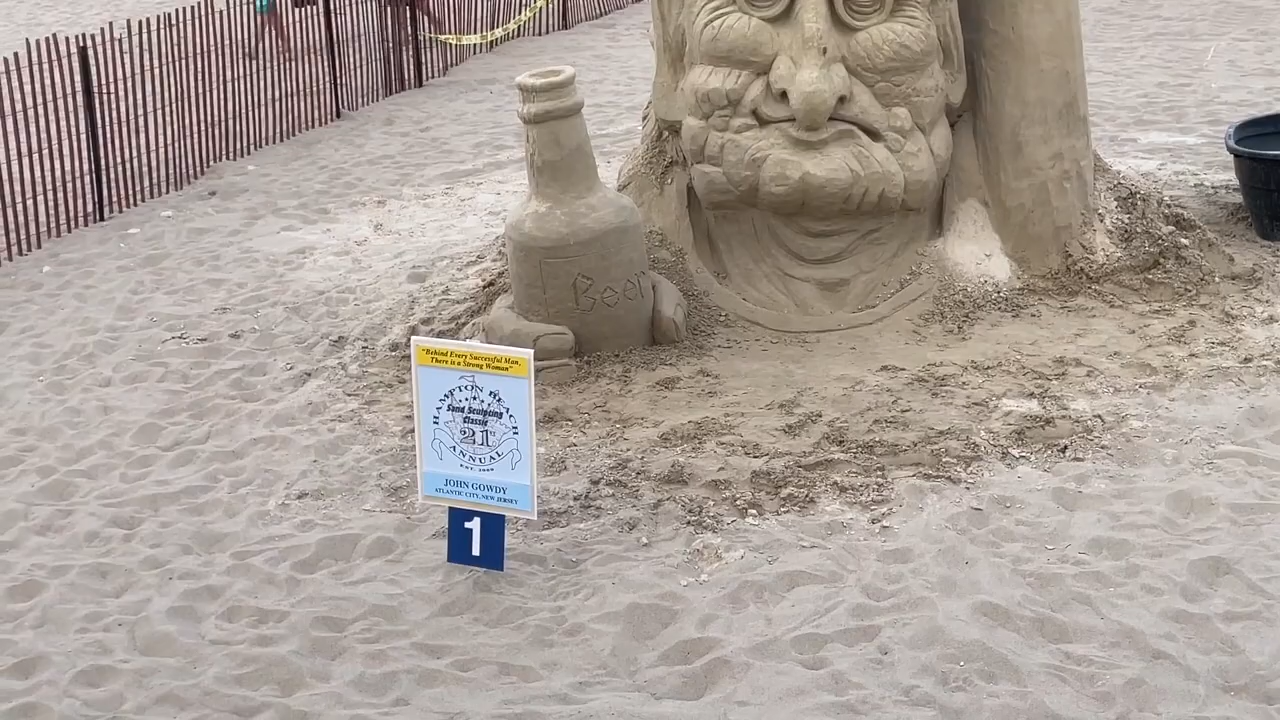 Beer
"Behind Every Successful Man,
There is a Strong Woman"
HAMPTON BEACH
Sand Sculpting
Classic
21st
ANNUAL
EST. 2000
JOHN GOWDY
ATLANTIC CITY, NEW JERSEY
1